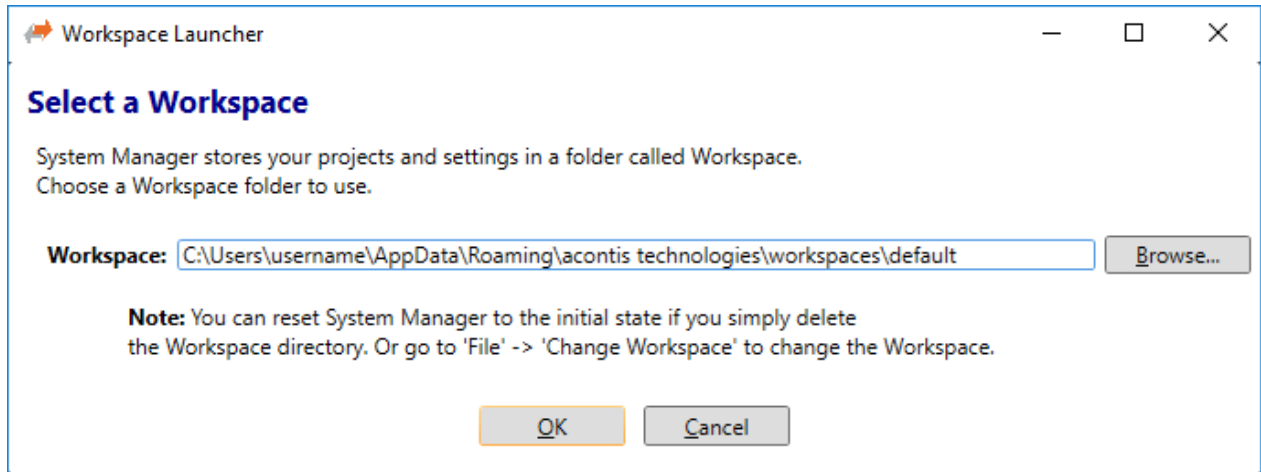 Workspace Launcher
Select a Workspace
System Manager stores your projects and settings in a folder called Workspace.
Choose a Workspace folder to use.
Workspace: C:\Users\username\AppData\Roaming\acontis technologies\workspaces\default Browse...
Note: You can reset System Manager to the initial state if you simply delete
the Workspace directory. Or go to 'File' -> 'Change Workspace' to change the Workspace.
OK Cancel